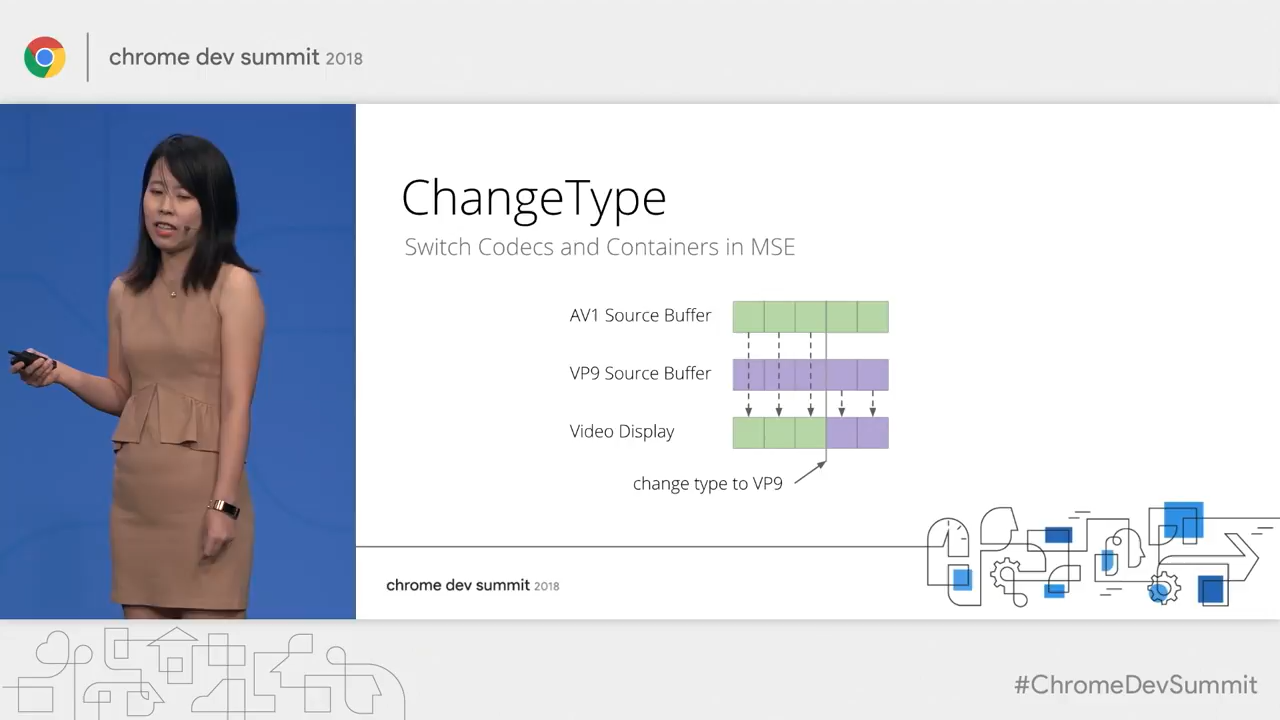 chrome dev summit 2018
ChangeType
Switch Codecs and Containers in MSE
AV1 Source Buffer
VP9 Source Buffer
Video Display
change type to VP9
chrome dev summit 2018
#ChromeDevSummit